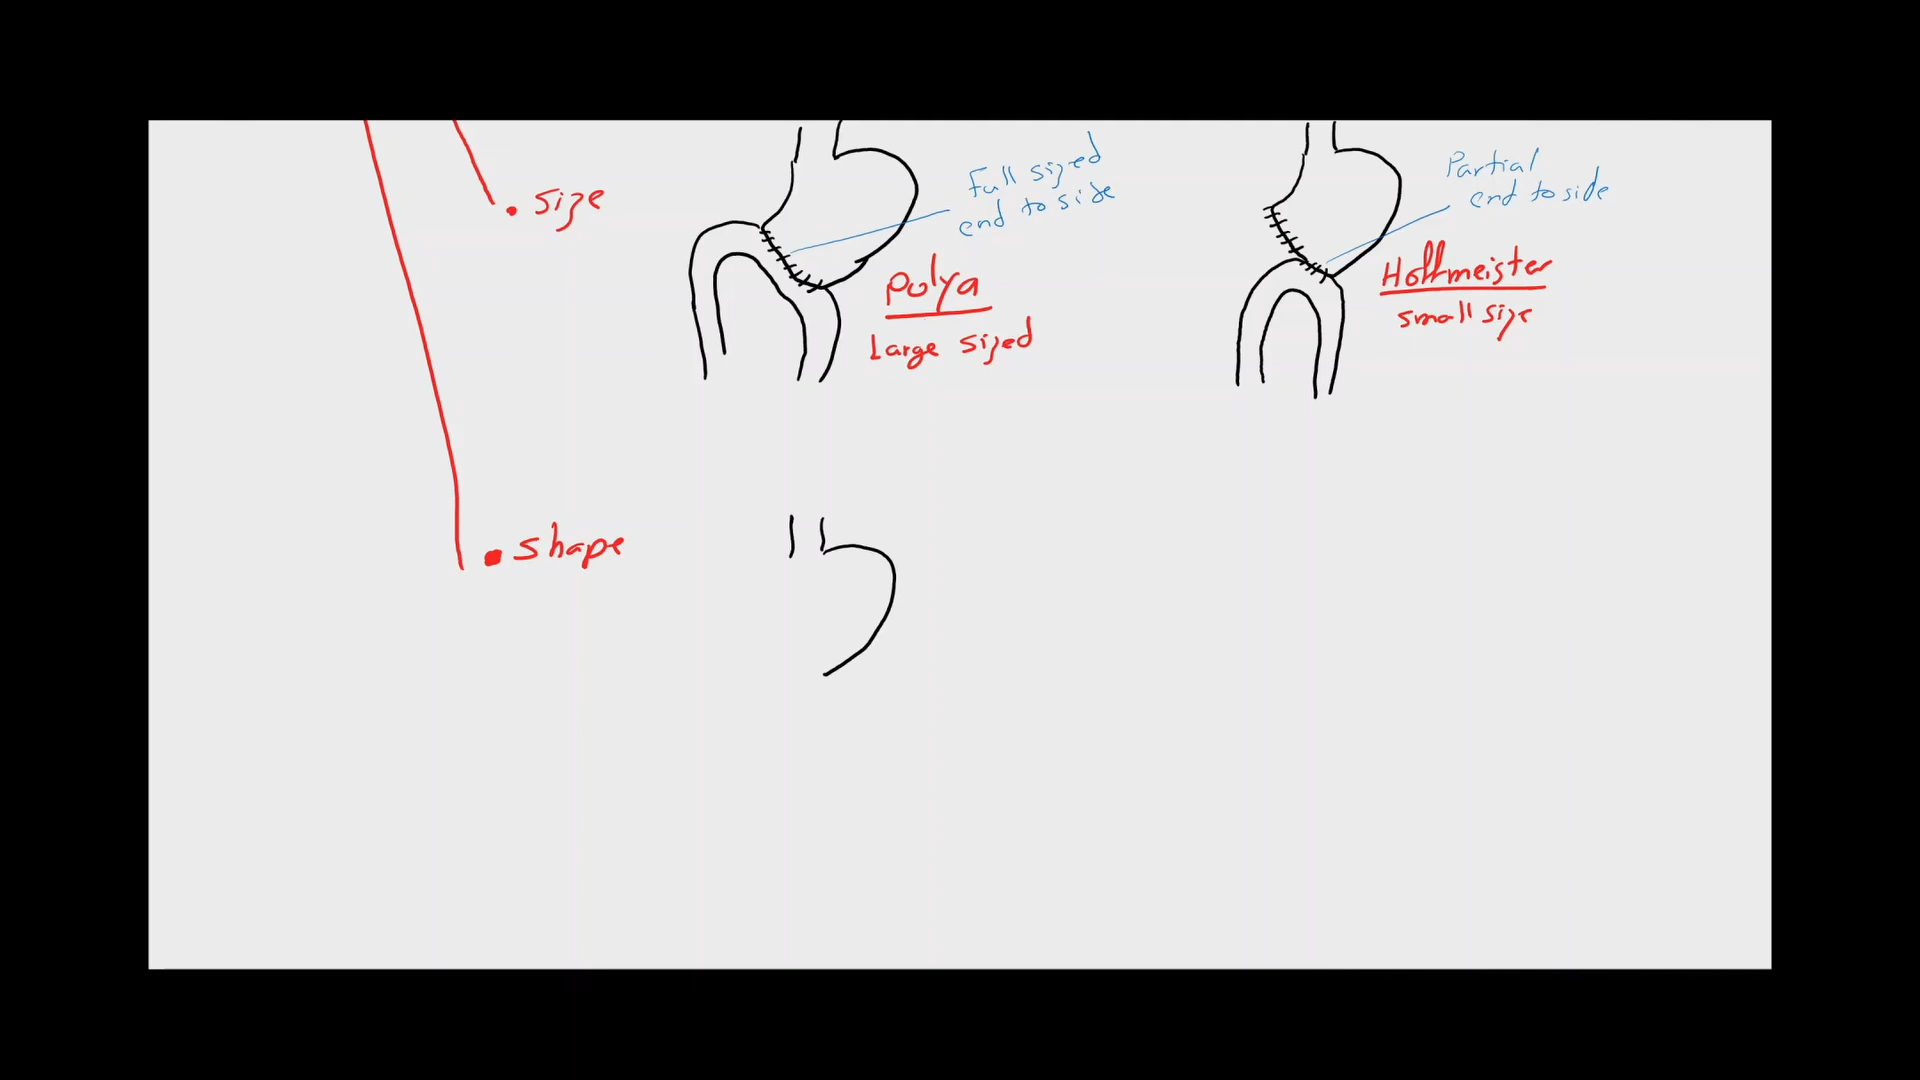 size
Full sized
end to side
Polya
Large sized
Partial
end to side
Hoffmeister
small size
shape